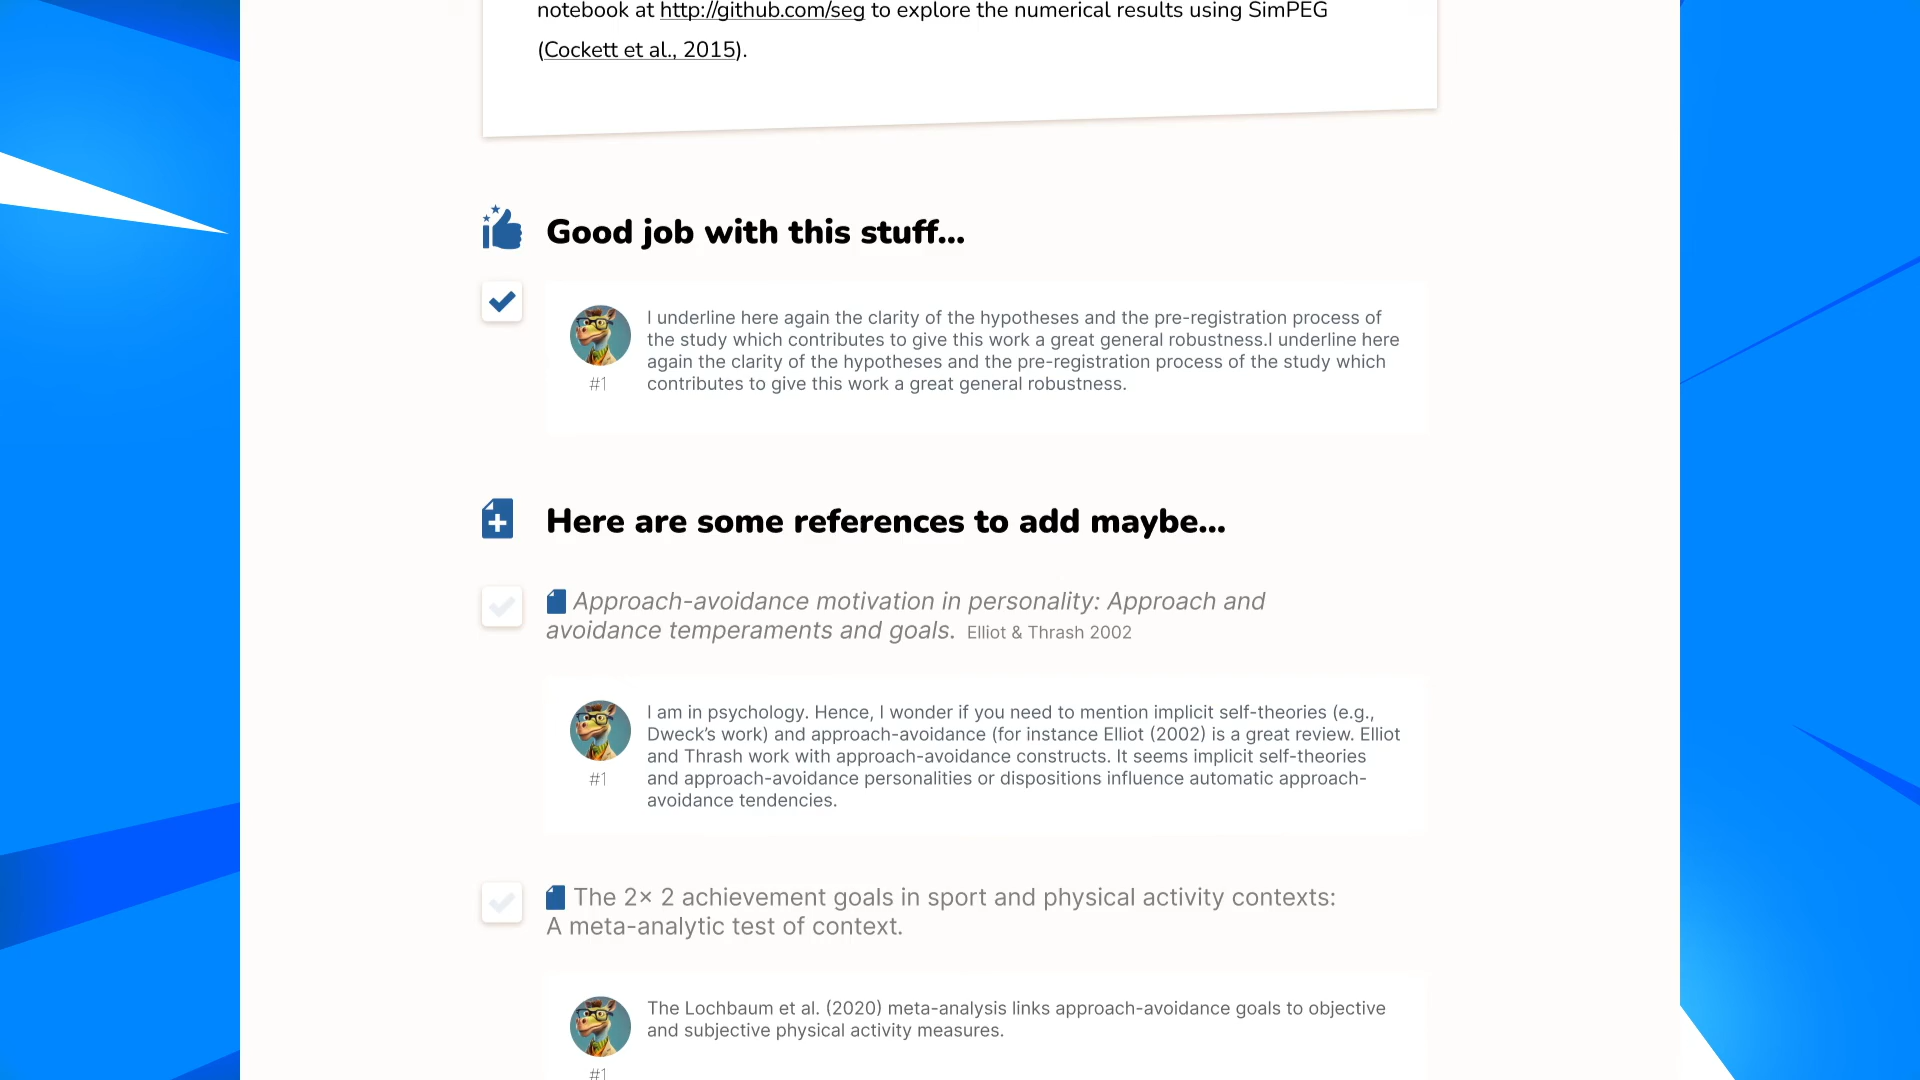 notebook at http://github.com/seg to explore the numerical results using SimPEG
(Cockett et al., 2015).
Good job with this stuff...
I underline here again the clarity of the hypotheses and the pre-registration process of
the study which contributes to give this work a great general robustness.I underline here
again the clarity of the hypotheses and the pre-registration process of the study which
contributes to give this work a great general robustness.
#1
Here are some references to add maybe...
Approach-avoidance motivation in personality: Approach and
avoidance temperaments and goals. Elliot & Thrash 2002
I am in psychology. Hence, I wonder if you need to mention implicit self-theories (e.g.,
Dweck’s work) and approach-avoidance (for instance Elliot (2002) is a great review. Elliot
and Thrash work with approach-avoidance constructs. It seems implicit self-theories
and approach-avoidance personalities or dispositions influence automatic approach-
avoidance tendencies.
#1
The 2× 2 achievement goals in sport and physical activity contexts:
A meta-analytic test of context.
The Lochbaum et al. (2020) meta-analysis links approach-avoidance goals to objective
and subjective physical activity measures.
#1